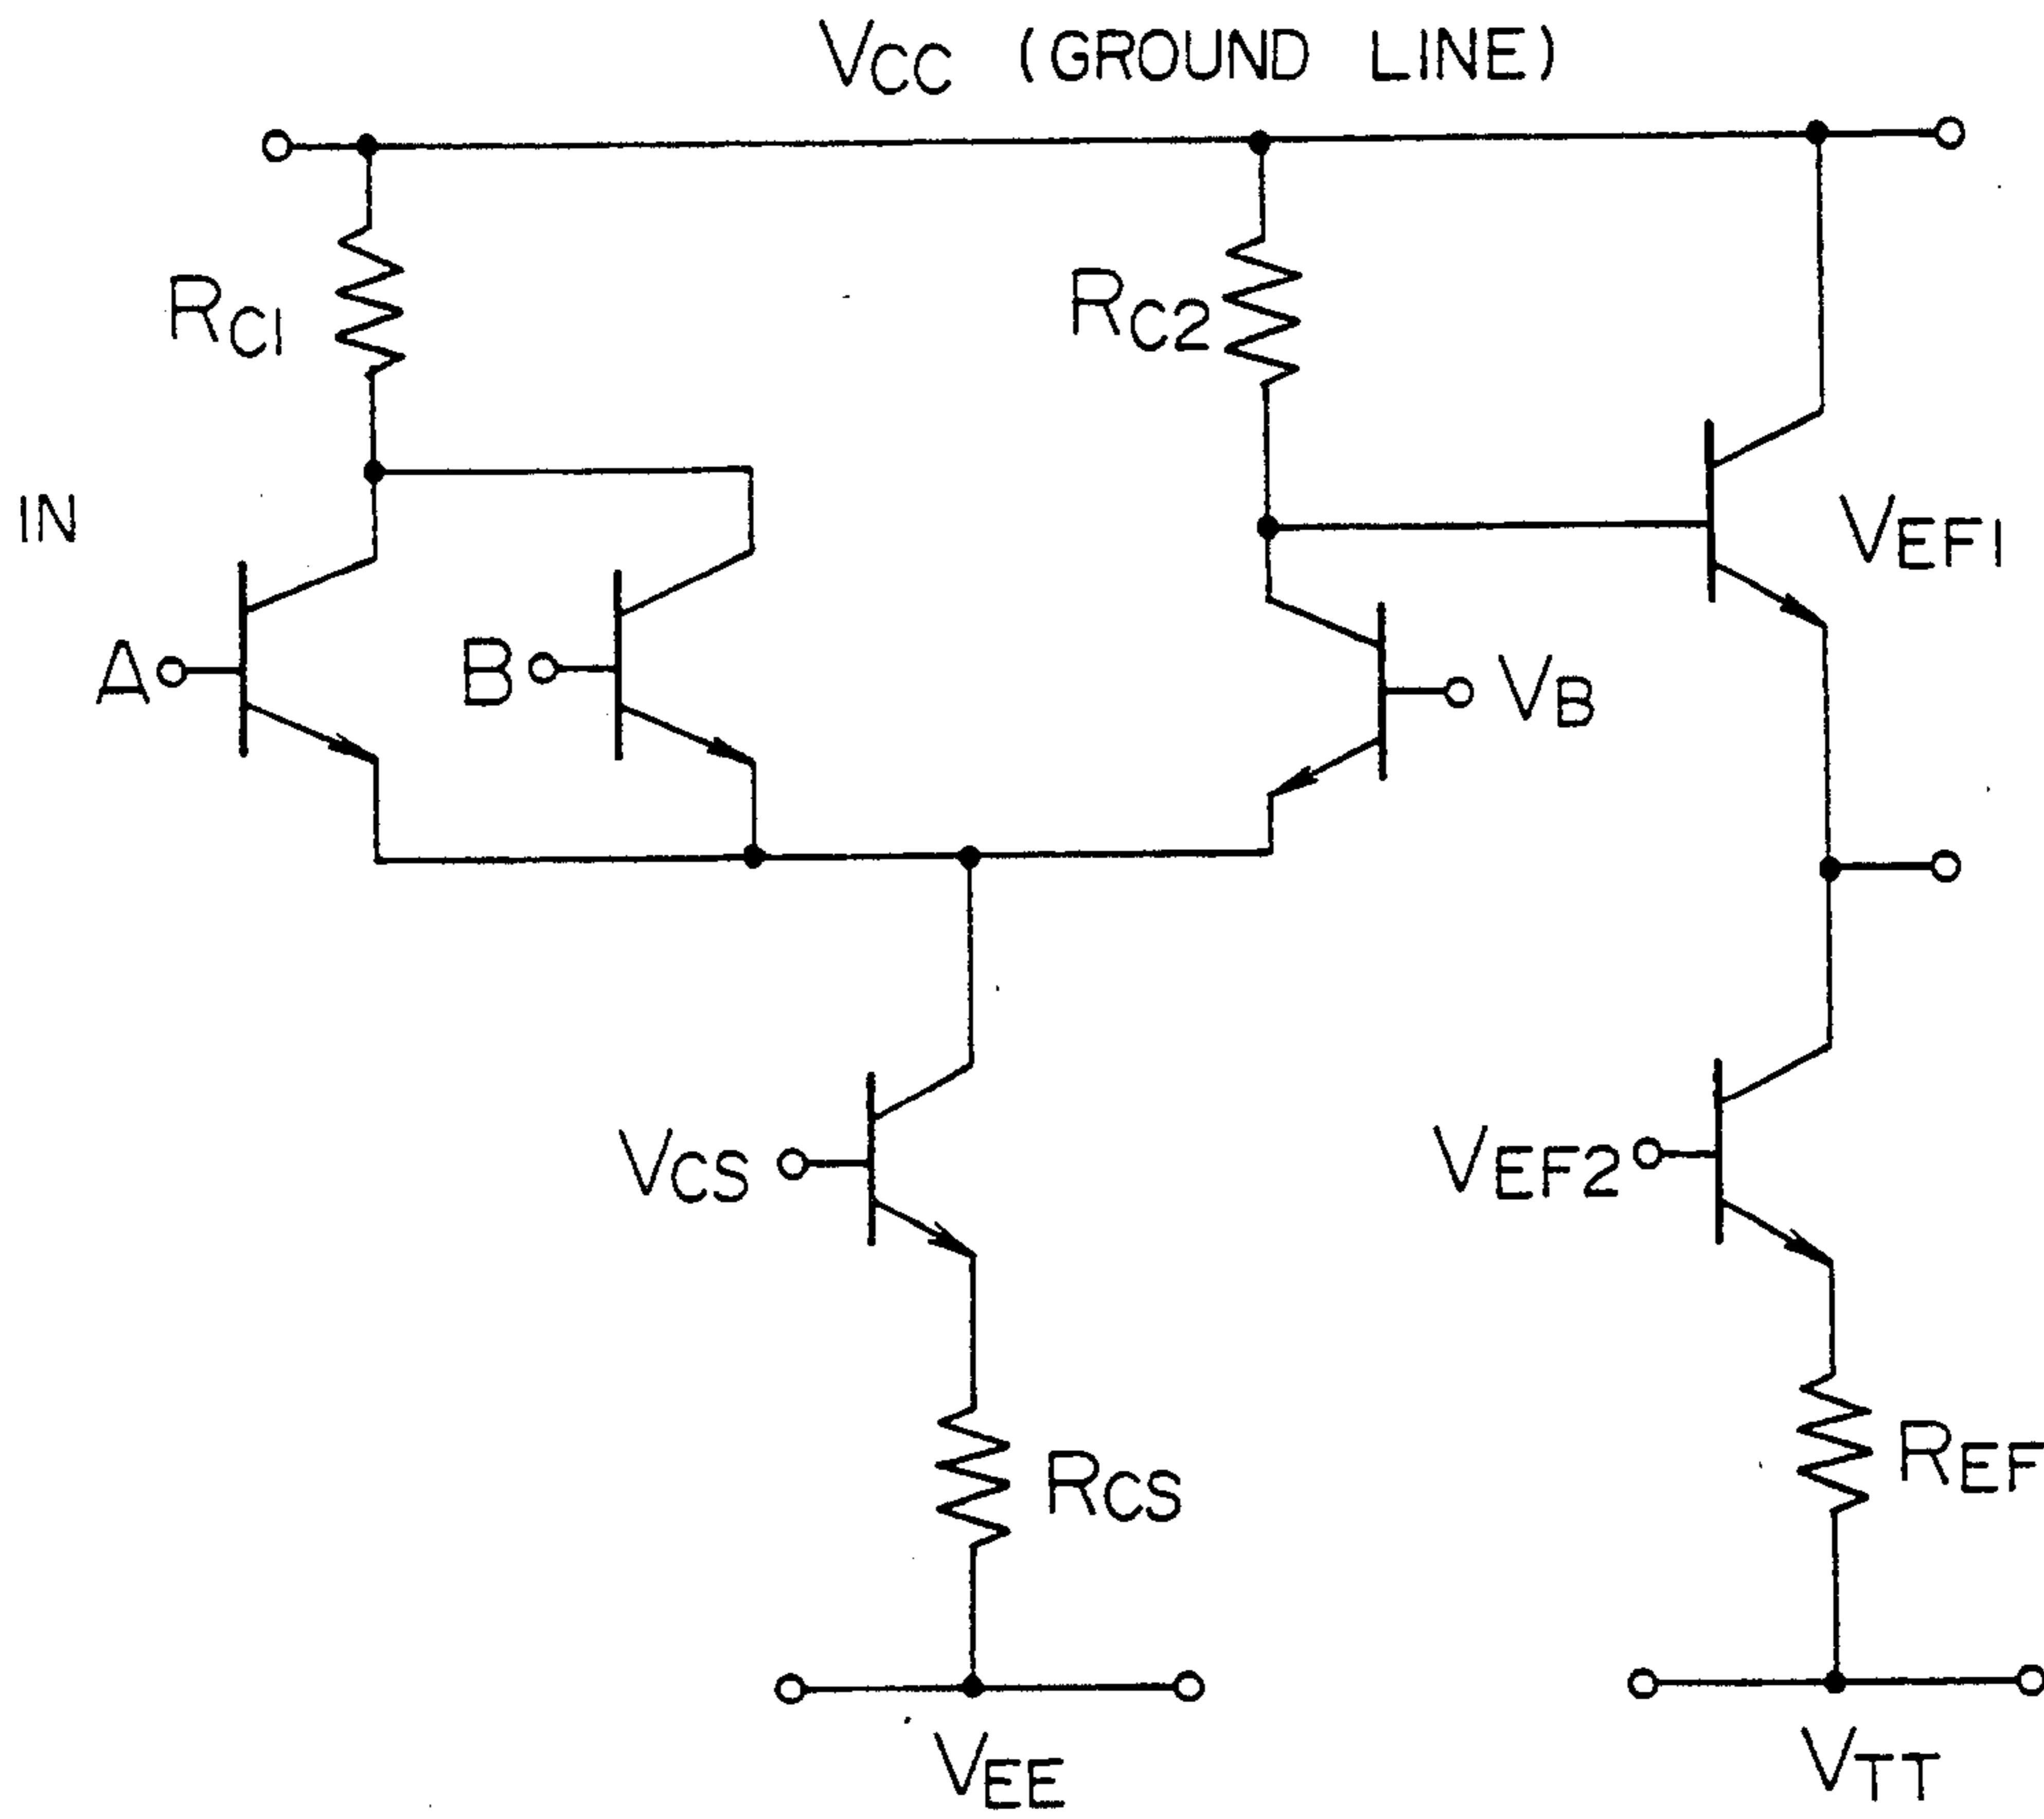 VCC (GROUND LINE)
RC1
RC2
IN
VEF1
A
B
VB
VCS
VEF2
RCS
REF
VEE
VTT